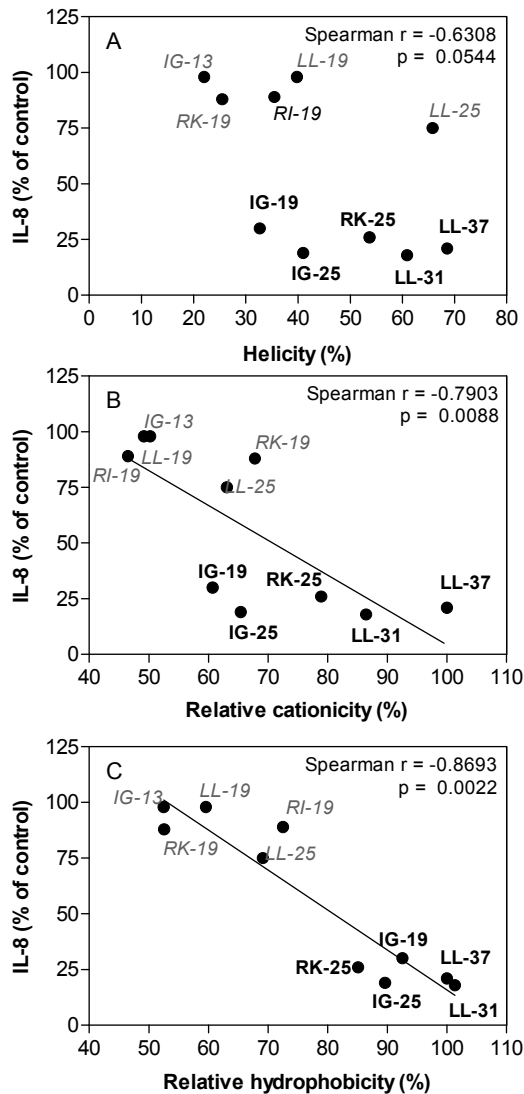 A
Spearman r = -0.6308
p = 0.0544
IL-8 (% of control)
125
100
75
50
25
0
IG-13
LL-19
RK-19
RI-19
LL-25
IG-19
RK-25
LL-37
IG-25
LL-31
0 10 20 30 40 50 60 70 80
Helicity (%)
B
Spearman r = -0.7903
p = 0.0088
IL-8 (% of control)
125
100
75
50
25
0
IG-13
RK-19
RI-19
LL-19
LL-25
IG-19
RK-25
LL-37
IG-25
LL-31
40 50 60 70 80 90 100 110
Relative cationicity (%)
C
Spearman r = -0.8693
p = 0.0022
IL-8 (% of control)
125
100
75
50
25
0
IG-13
LL-19
RI-19
RK-19
LL-25
IG-19
RK-25
LL-37
IG-25
LL-31
40 50 60 70 80 90 100 110
Relative hydrophobicity (%)